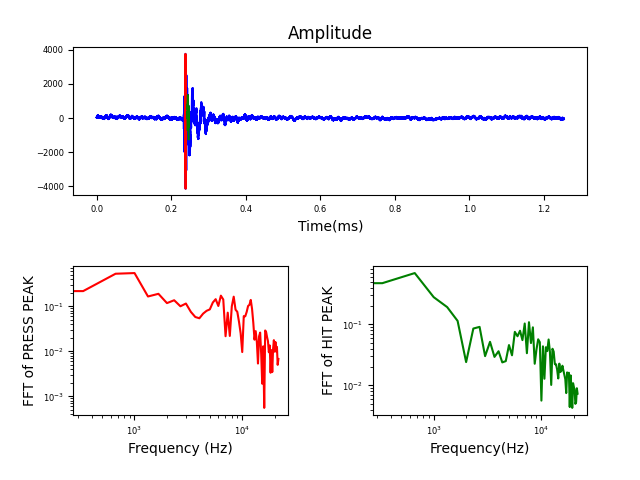 Amplitude
4000
2000
0
−2000
−4000
0.0 0.2 0.4 0.6 0.8 1.0 1.2
Time(ms)
FFT of PRESS PEAK
10⁻¹
10⁻²
10⁻³
10³ 10⁴
Frequency (Hz)
FFT of HIT PEAK
10⁻¹
10⁻²
10³ 10⁴
Frequency(Hz)